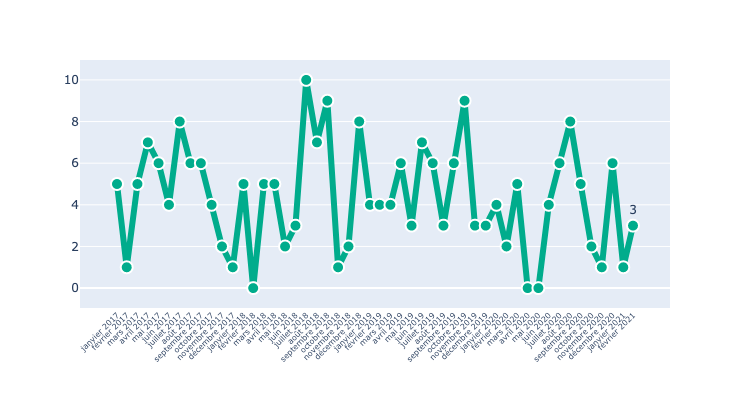 10
8
6
4
3
2
0
janvier 2017
février 2017
mars 2017
avril 2017
mai 2017
juin 2017
juillet 2017
août 2017
septembre 2017
octobre 2017
novembre 2017
décembre 2017
janvier 2018
février 2018
mars 2018
avril 2018
mai 2018
juin 2018
juillet 2018
août 2018
septembre 2018
octobre 2018
novembre 2018
décembre 2018
janvier 2019
février 2019
mars 2019
avril 2019
mai 2019
juin 2019
juillet 2019
août 2019
septembre 2019
octobre 2019
novembre 2019
décembre 2019
janvier 2020
février 2020
mars 2020
avril 2020
mai 2020
juin 2020
juillet 2020
août 2020
septembre 2020
octobre 2020
novembre 2020
décembre 2020
janvier 2021
février 2021